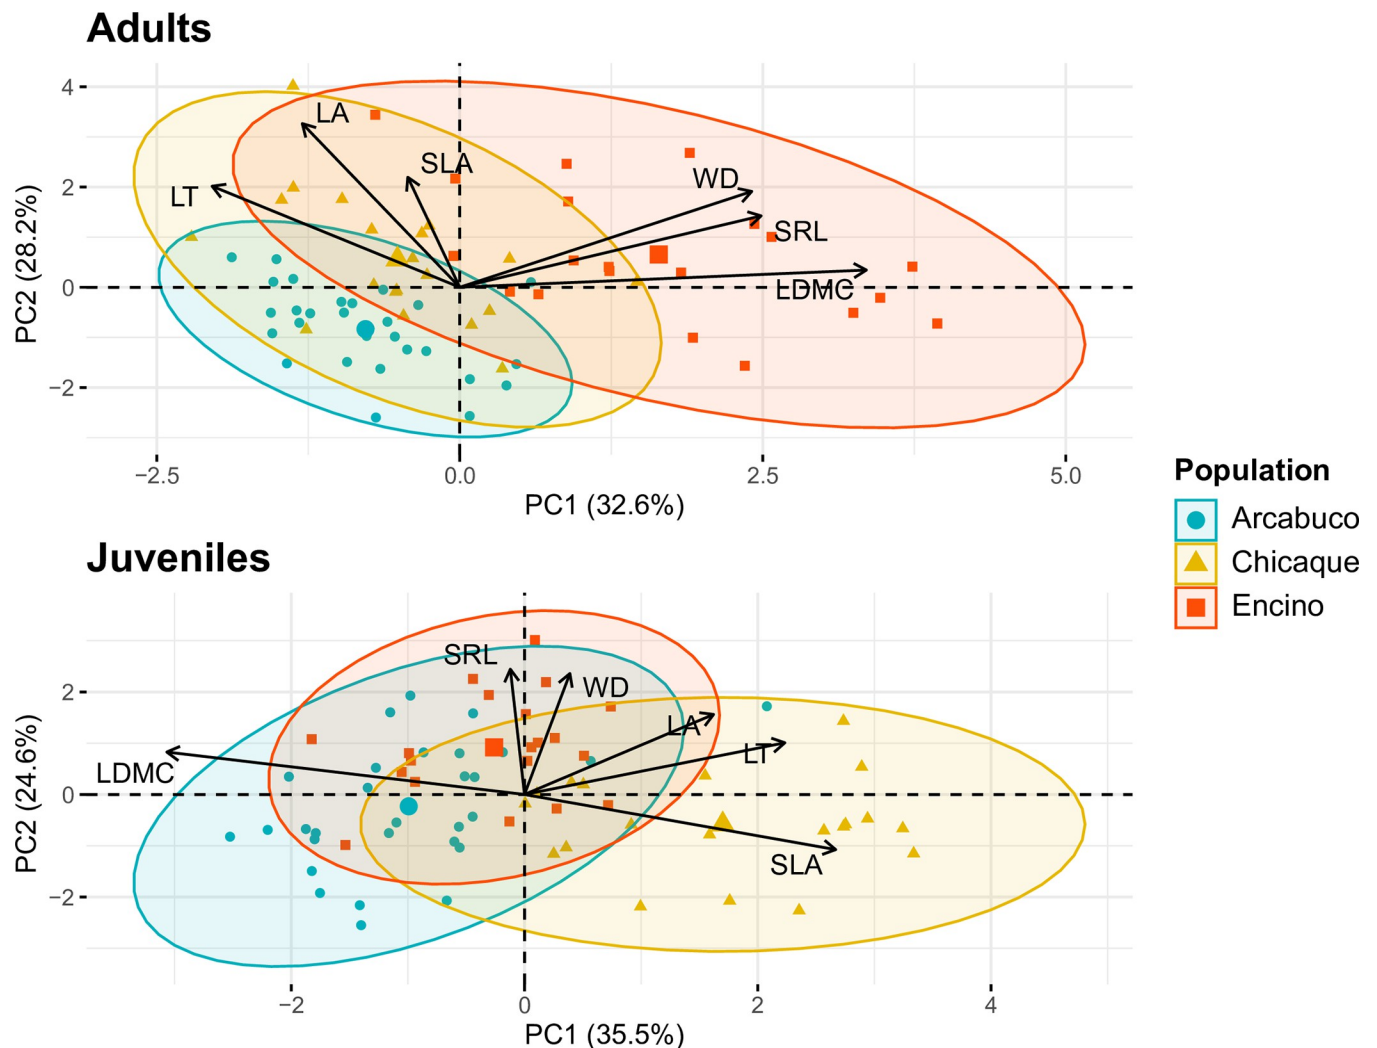 Adults
4
2
0
−2
PC2 (28.2%)
LA
SLA
LT
WD
SRL
LDMC
−2.5
0.0
2.5
5.0
PC1 (32.6%)
Population
Arcabuco
Chicaque
Encino
Juveniles
2
0
−2
PC2 (24.6%)
SRL
WD
LA
LT
LDMC
SLA
−2
0
2
4
PC1 (35.5%)